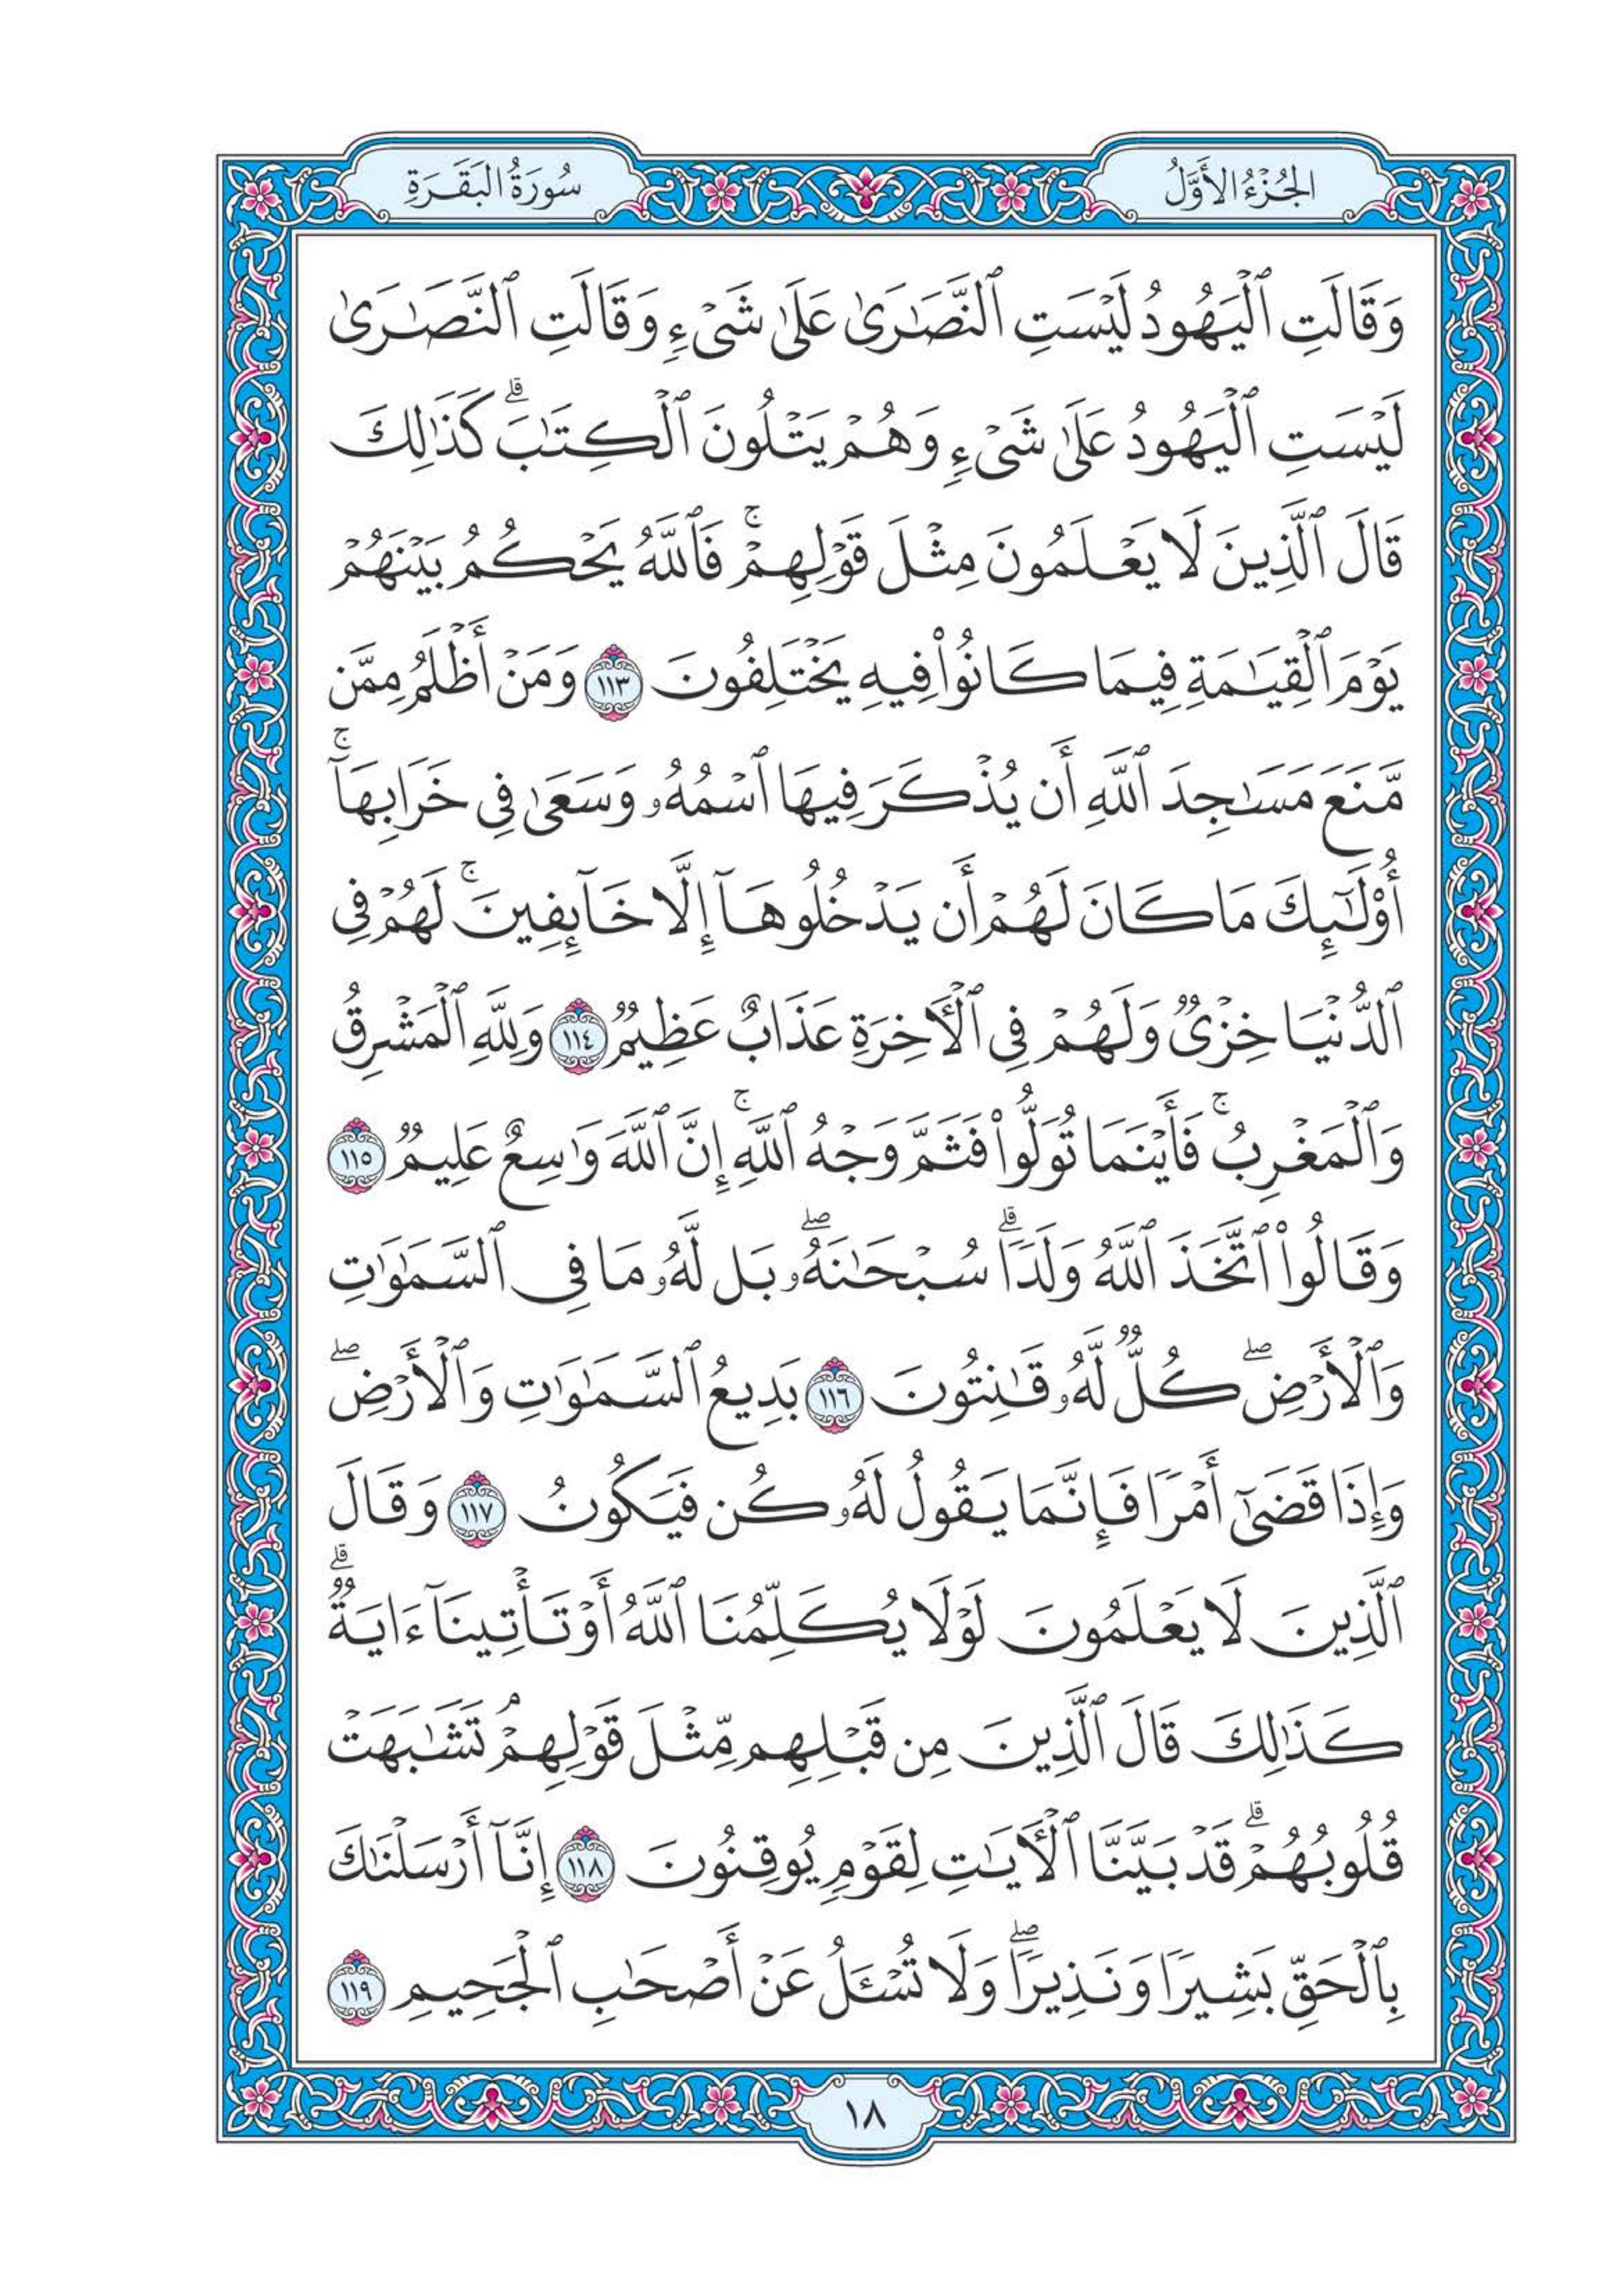 الجُزْءُ الأَوَّلُ
سُورَةُ البَقَرَةِ
وَقَالَتِ ٱلْيَهُودُ لَيْسَتِ ٱلنَّصَٰرَىٰ عَلَىٰ شَىْءٍ وَقَالَتِ ٱلنَّصَٰرَىٰ
لَيْسَتِ ٱلْيَهُودُ عَلَىٰ شَىْءٍ وَهُمْ يَتْلُونَ ٱلْكِتَٰبَ ۗ كَذَٰلِكَ
قَالَ ٱلَّذِينَ لَا يَعْلَمُونَ مِثْلَ قَوْلِهِمْ ۚ فَٱللَّهُ يَحْكُمُ بَيْنَهُمْ
يَوْمَ ٱلْقِيَٰمَةِ فِيمَا كَانُوا۟ فِيهِ يَخْتَلِفُونَ ١١٣ وَمَنْ أَظْلَمُ مِمَّن
مَّنَعَ مَسَٰجِدَ ٱللَّهِ أَن يُذْكَرَ فِيهَا ٱسْمُهُۥ وَسَعَىٰ فِى خَرَابِهَآ ۚ
أُو۟لَٰٓئِكَ مَا كَانَ لَهُمْ أَن يَدْخُلُوهَآ إِلَّا خَآئِفِينَ ۚ لَهُمْ فِى
ٱلدُّنْيَا خِزْىٌ وَلَهُمْ فِى ٱلْءَاخِرَةِ عَذَابٌ عَظِيمٌ ١١٤ وَلِلَّهِ ٱلْمَشْرِقُ
وَٱلْمَغْرِبُ ۚ فَأَيْنَمَا تُوَلُّوا۟ فَثَمَّ وَجْهُ ٱللَّهِ ۚ إِنَّ ٱللَّهَ وَٰسِعٌ عَلِيمٌ ١١٥
وَقَالُوا۟ ٱتَّخَذَ ٱللَّهُ وَلَدًا ۗ سُبْحَٰنَهُۥ ۖ بَل لَّهُۥ مَا فِى ٱلسَّمَٰوَٰتِ
وَٱلْأَرْضِ ۖ كُلٌّ لَّهُۥ قَٰنِتُونَ ١١٦ بَدِيعُ ٱلسَّمَٰوَٰتِ وَٱلْأَرْضِ ۖ
وَإِذَا قَضَىٰٓ أَمْرًا فَإِنَّمَا يَقُولُ لَهُۥ كُن فَيَكُونُ ١١٧ وَقَالَ
ٱلَّذِينَ لَا يَعْلَمُونَ لَوْلَا يُكَلِّمُنَا ٱللَّهُ أَوْ تَأْتِينَآ ءَايَةٌ ۗ
كَذَٰلِكَ قَالَ ٱلَّذِينَ مِن قَبْلِهِم مِّثْلَ قَوْلِهِمْ ۘ تَشَٰبَهَتْ
قُلُوبُهُمْ ۗ قَدْ بَيَّنَّا ٱلْءَايَٰتِ لِقَوْمٍ يُوقِنُونَ ١١٨ إِنَّآ أَرْسَلْنَٰكَ
بِٱلْحَقِّ بَشِيرًا وَنَذِيرًا ۖ وَلَا تُسْـَٔلُ عَنْ أَصْحَٰبِ ٱلْجَحِيمِ ١١٩
١٨